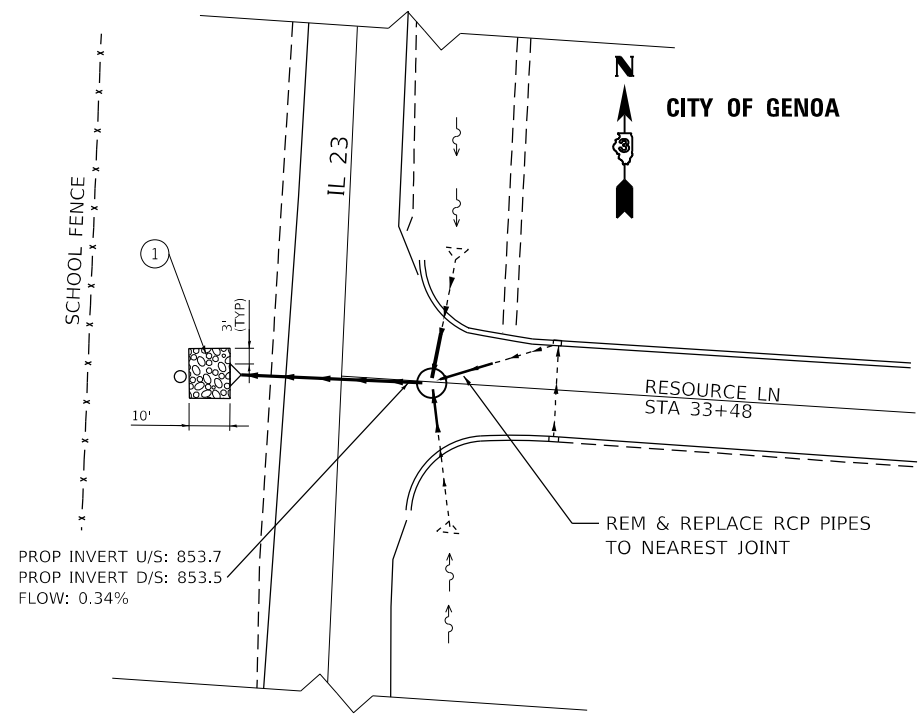 N
CITY OF GENOA
3
IL 23
SCHOOL FENCE
1
3'
(TYP)
10'
RESOURCE LN
STA 33+48
REM & REPLACE RCP PIPES
TO NEAREST JOINT
PROP INVERT U/S: 853.7
PROP INVERT D/S: 853.5
FLOW: 0.34%